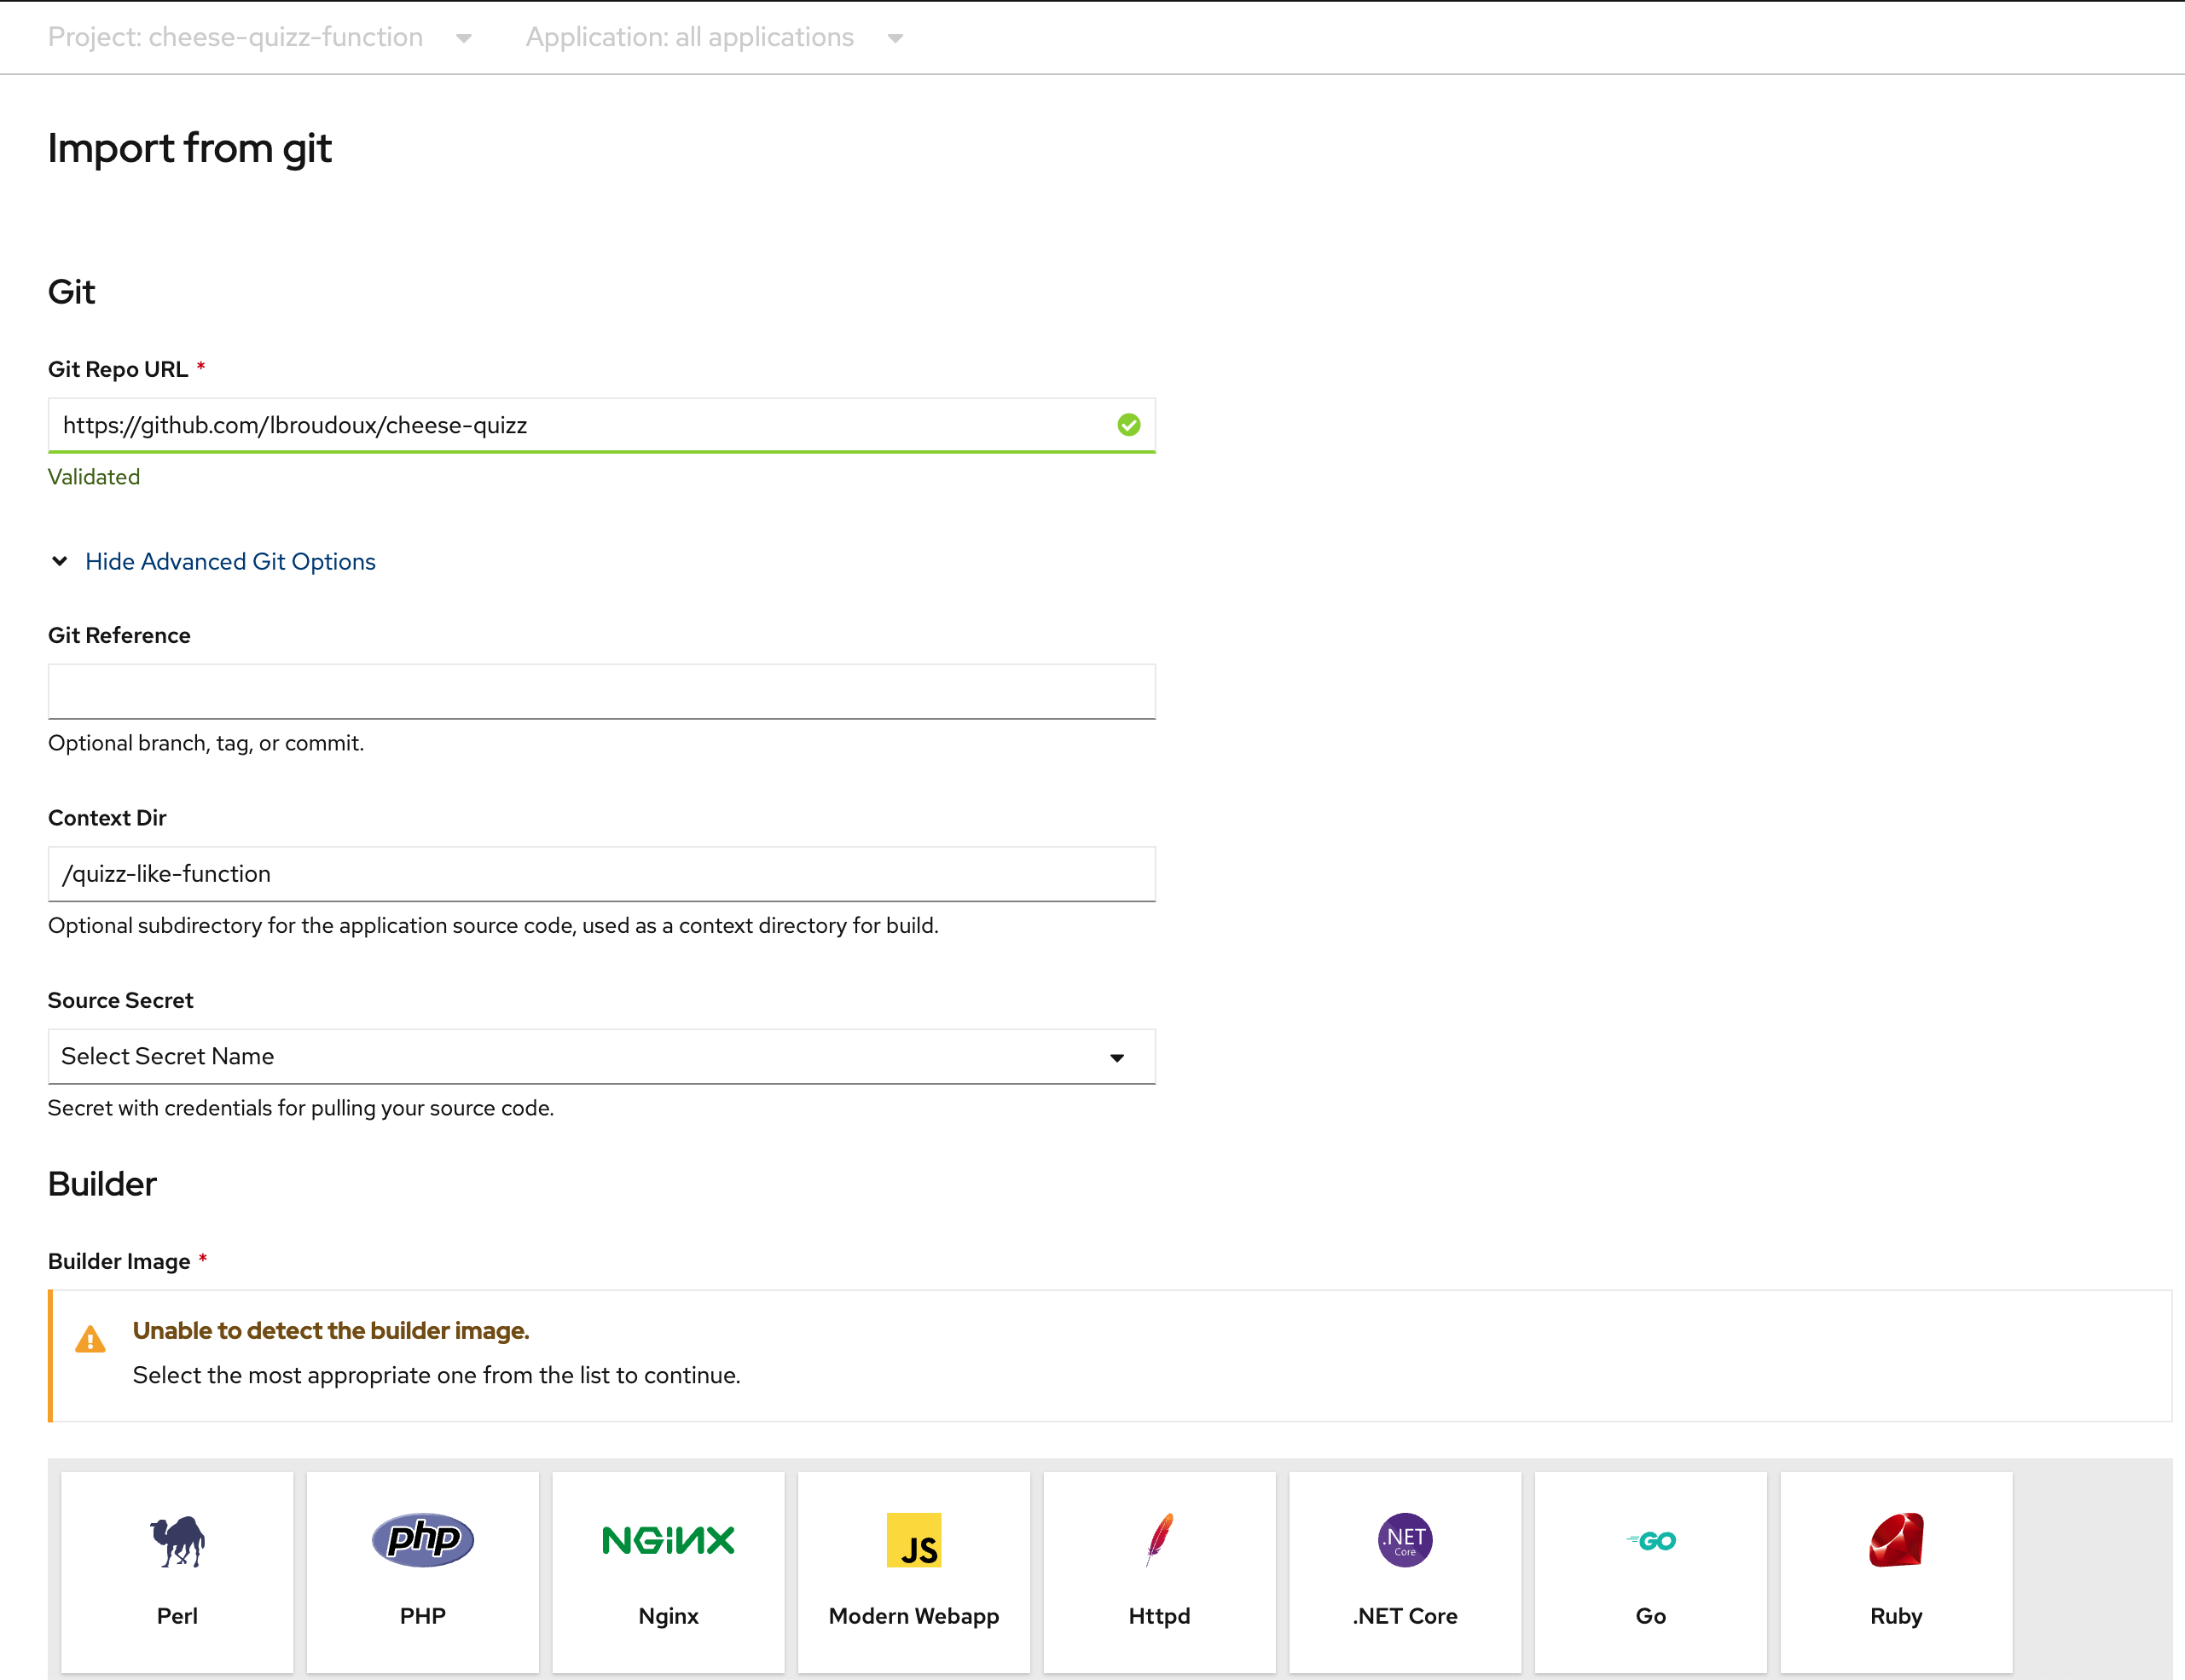 Project: cheese-quizz-function Application: all applications
Import from git
Git
Git Repo URL *
https://github.com/lbroudoux/cheese-quizz
Validated
Hide Advanced Git Options
Git Reference
Optional branch, tag, or commit.
Context Dir
/quizz-like-function
Optional subdirectory for the application source code, used as a context directory for build.
Source Secret
Select Secret Name
Secret with credentials for pulling your source code.
Builder
Builder Image *
Unable to detect the builder image.
Select the most appropriate one from the list to continue.
php NGINX JS .NET Core GO
Perl PHP Nginx Modern Webapp Httpd .NET Core Go Ruby